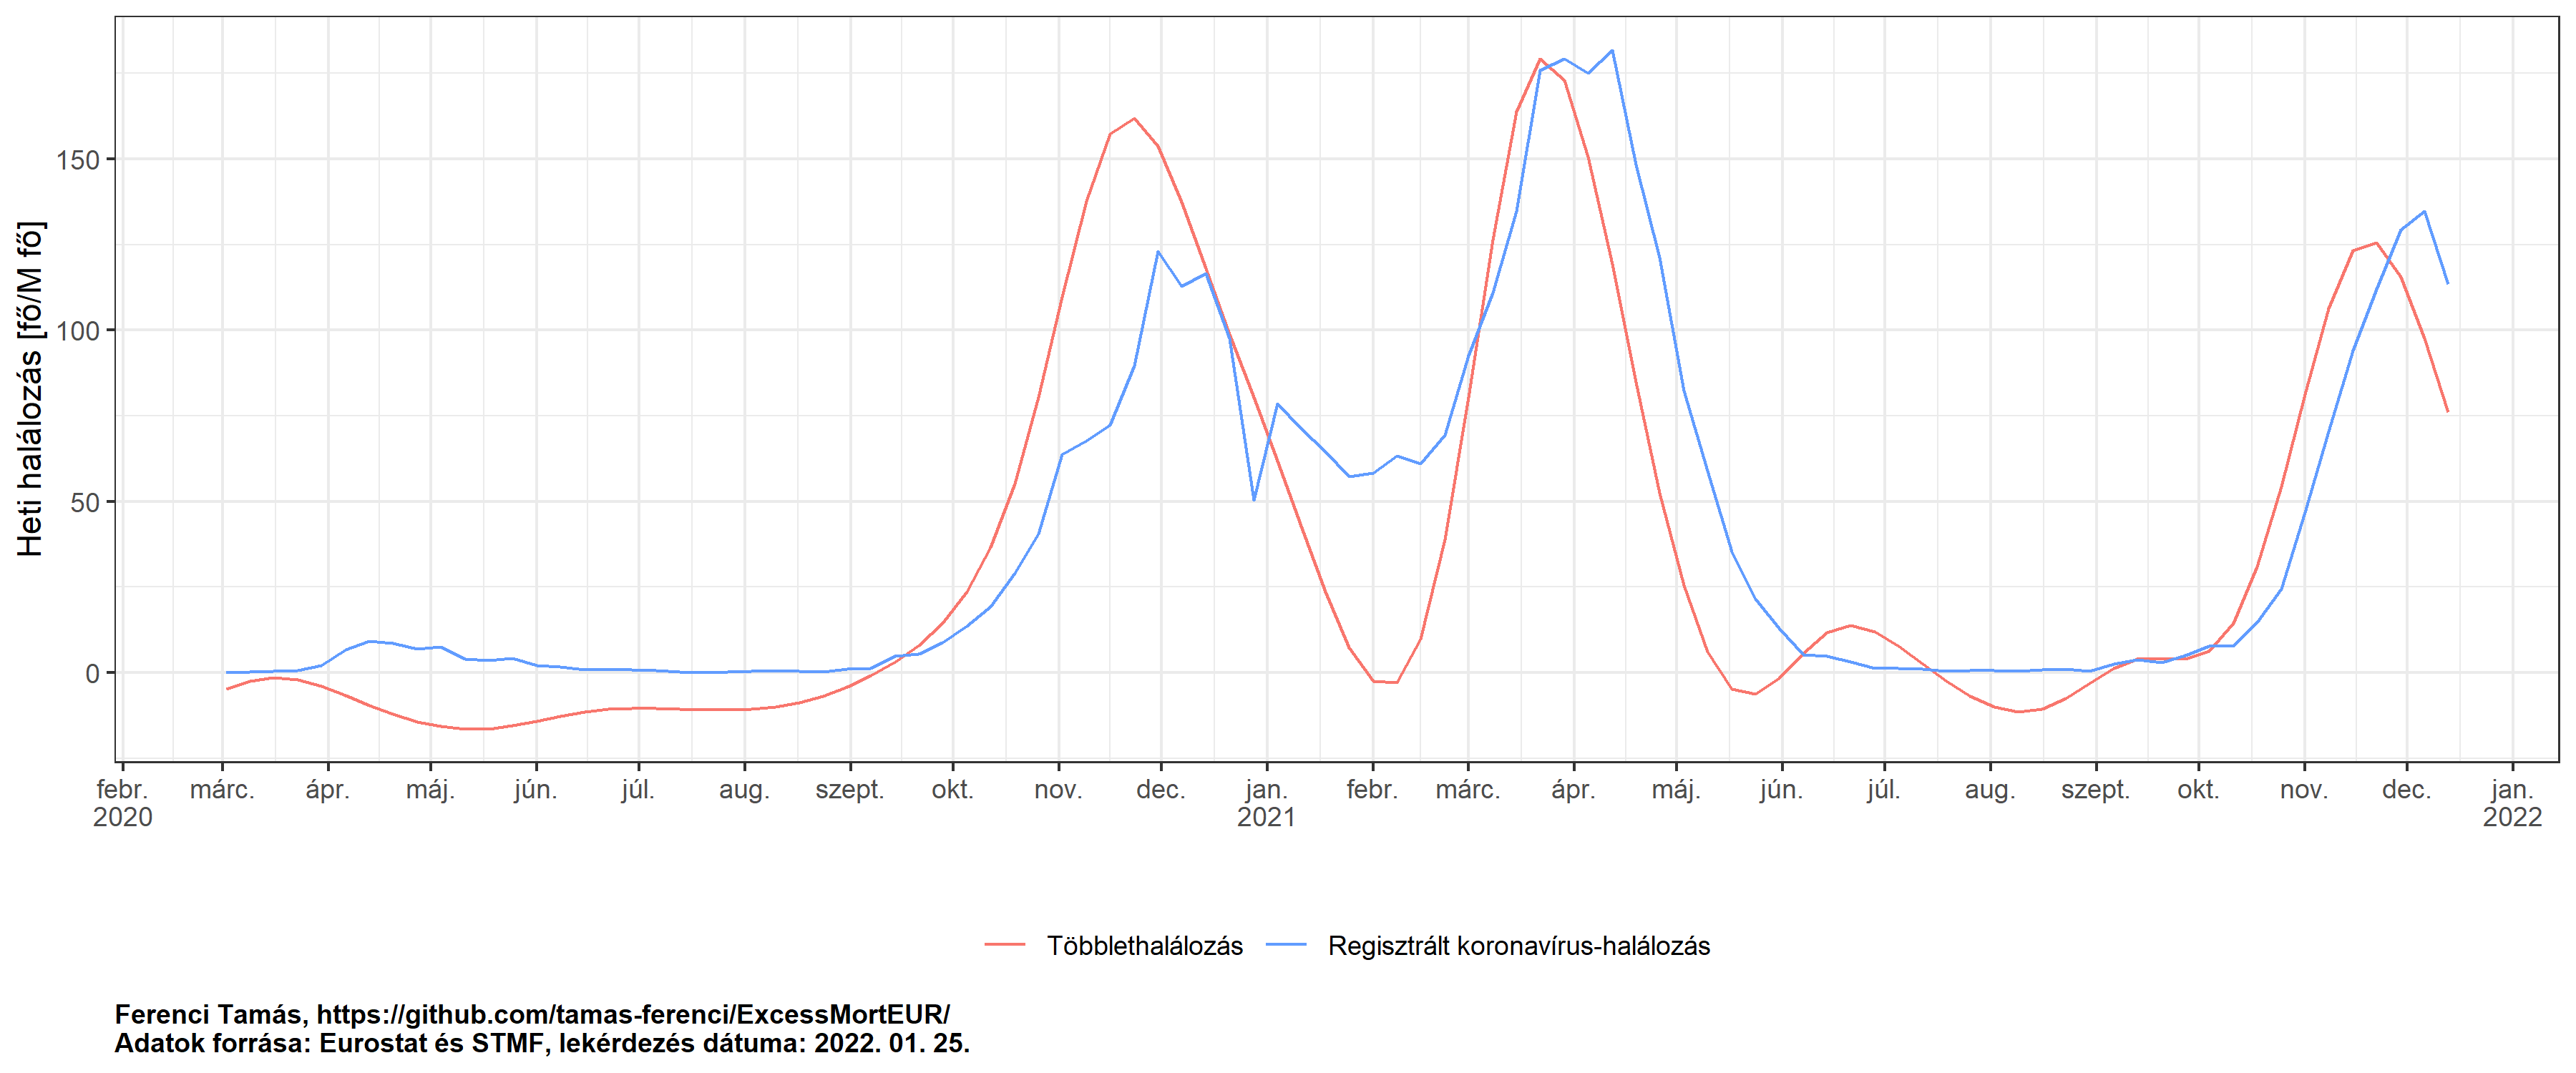 Heti halálozás [fő/M fő]
150
100
50
0
febr. márc. ápr. máj. jún. júl. aug. szept. okt. nov. dec. jan. febr. márc. ápr. máj. jún. júl. aug. szept. okt. nov. dec. jan.
2020 2021 2022
Többlethalálozás Regisztrált koronavírus-halálozás
Ferenci Tamás, https://github.com/tamas-ferenci/ExcessMortEUR/
Adatok forrása: Eurostat és STMF, lekérdezés dátuma: 2022. 01. 25.